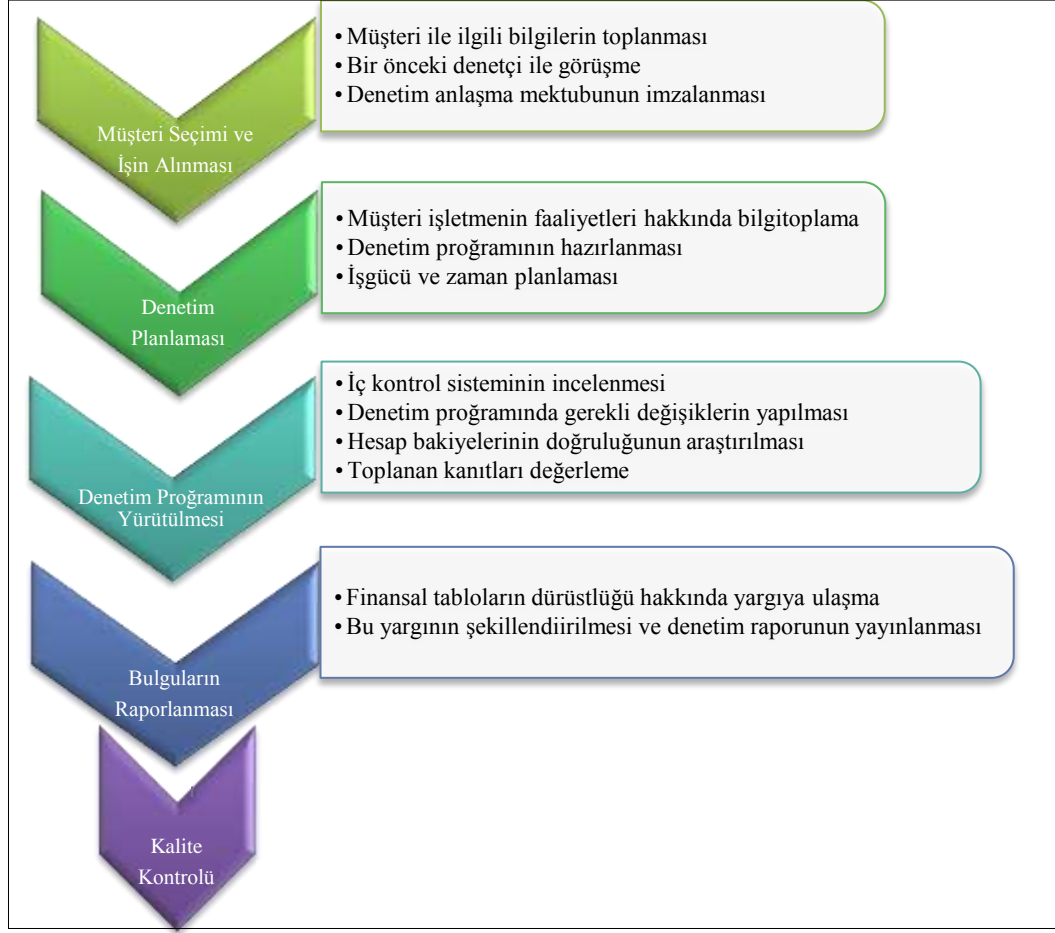 Müşteri Seçimi ve
İşin Alınması
• Müşteri ile ilgili bilgilerin toplanması
• Bir önceki denetçi ile görüşme
• Denetim anlaşma mektubunun imzalanması
Denetim
Planlaması
• Müşteri işletmenin faaliyetleri hakkında bilgitoplama
• Denetim proğramının hazırlanması
• İşgücü ve zaman planlaması
Denetim Proğramının
Yürütülmesi
• İç kontrol sisteminin incelenmesi
• Denetim proğramında gerekli değişiklerin yapılması
• Hesap bakiyelerinin doğruluğunun araştırılması
• Toplanan kanıtları değerleme
Bulguların
Raporlanması
• Finansal tabloların dürüstlüğü hakkında yargıya ulaşma
• Bu yargının şekillendiirilmesi ve denetim raporunun yayınlanması
Kalite
Kontrolü